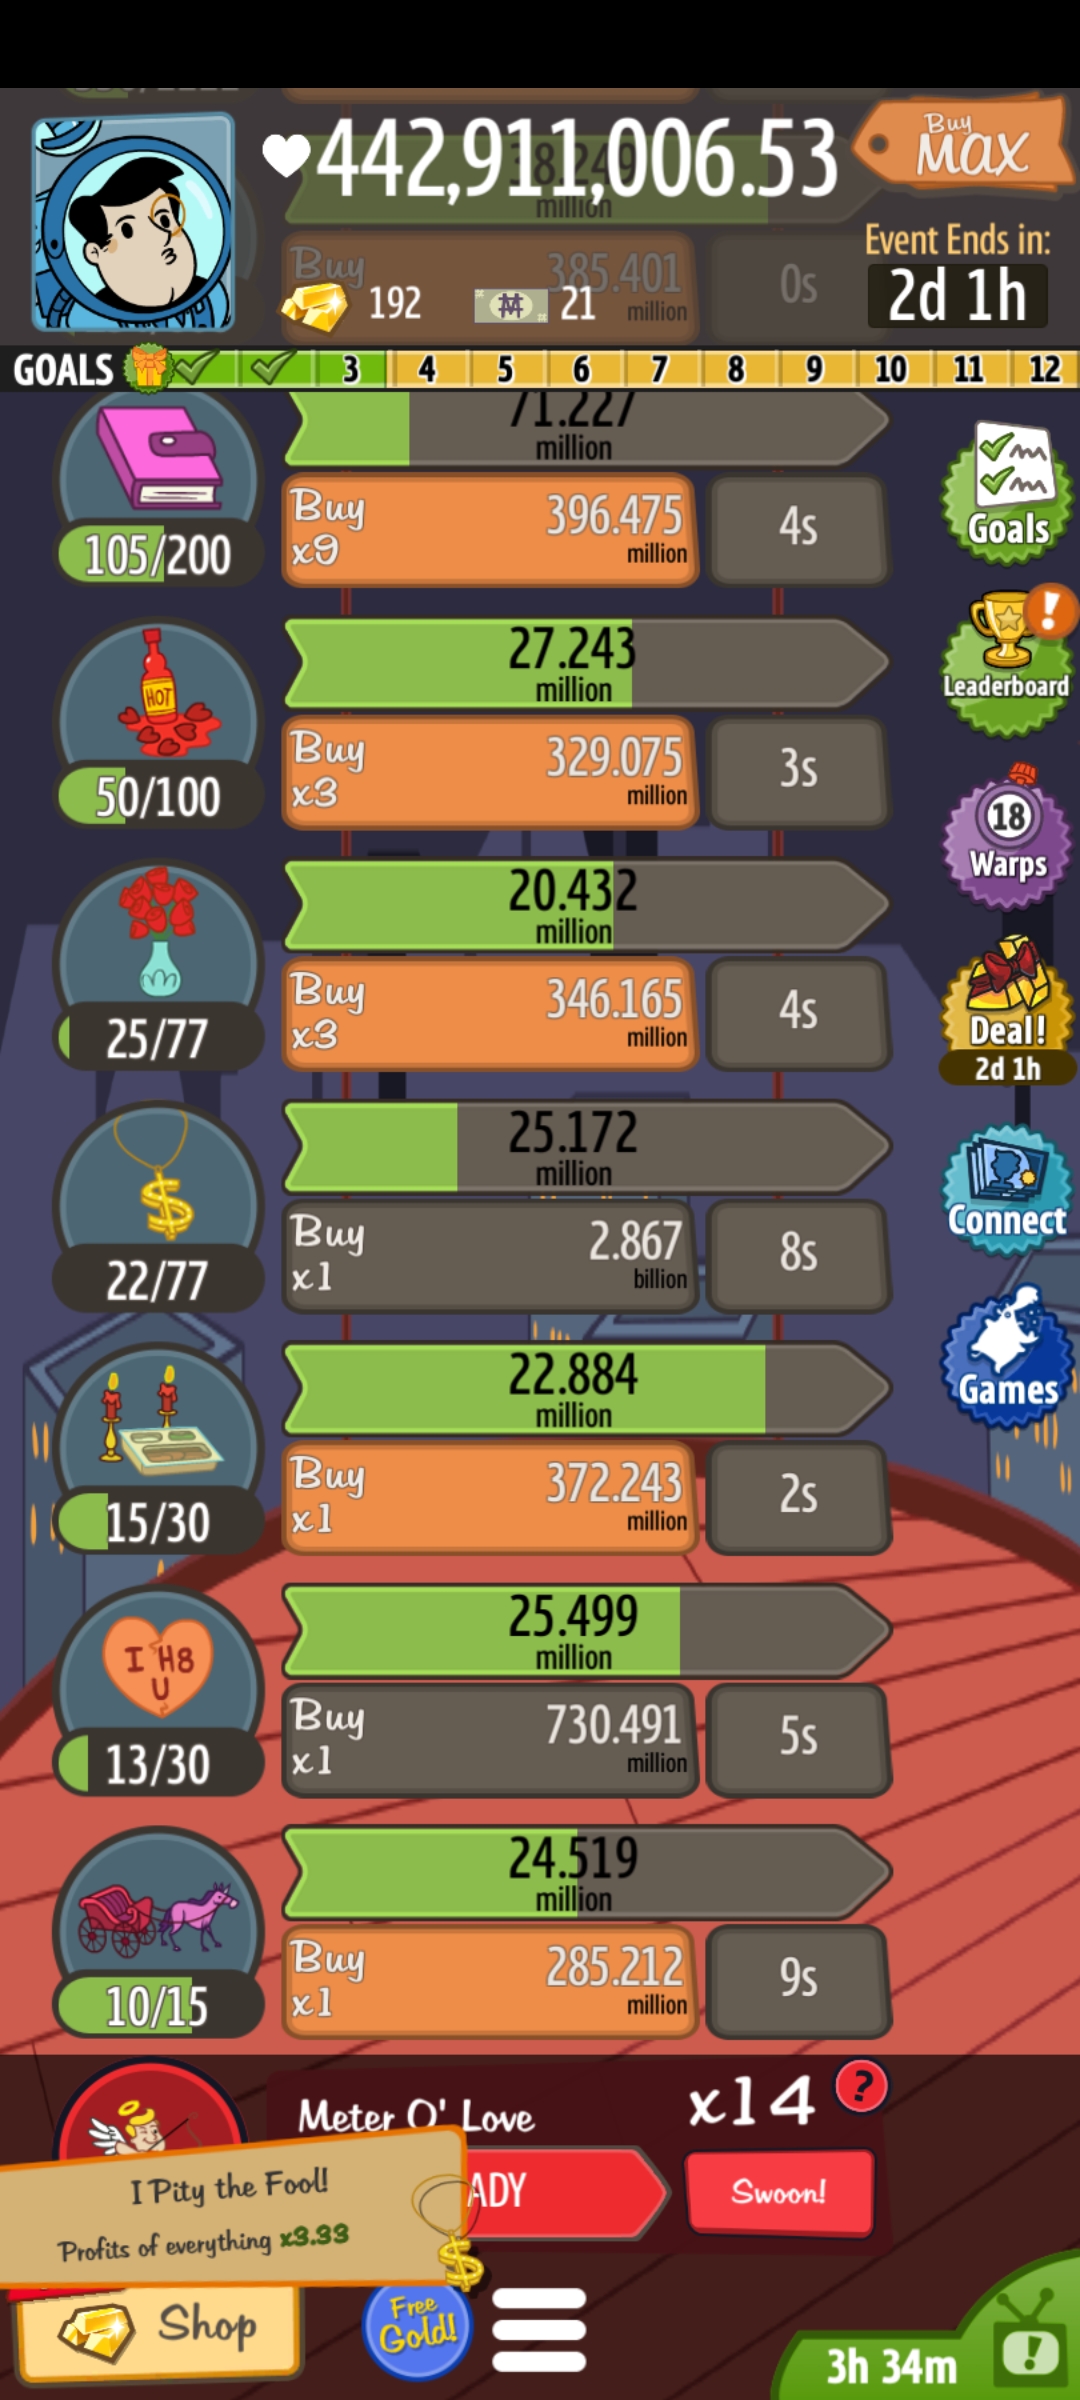 442,911,006.53
Buy
MAX
38.249
million
Event Ends in:
2d 1h
Buy
385.401
million
0s
192
21
GOALS
3 4 5 6 7 8 9 10 11 12
71.227
million
Buy
x9
396.475
million
4s
105/200
Goals
27.243
million
Buy
x3
329.075
million
3s
HOT
50/100
Leaderboard
!
20.432
million
Buy
x3
346.165
million
4s
25/77
18
Warps
Deal!
2d 1h
25.172
million
Buy
x1
2.867
billion
8s
$
22/77
Connect
22.884
million
Buy
x1
372.243
million
2s
15/30
Games
25.499
million
Buy
x1
730.491
million
5s
I H8
U
13/30
24.519
million
Buy
x1
285.212
million
9s
10/15
Meter O' Love
x14
?
ADY
Swoon!
I Pity the Fool!
Profits of everything x3.33
$
Shop
Free
Gold!
3h 34m
!